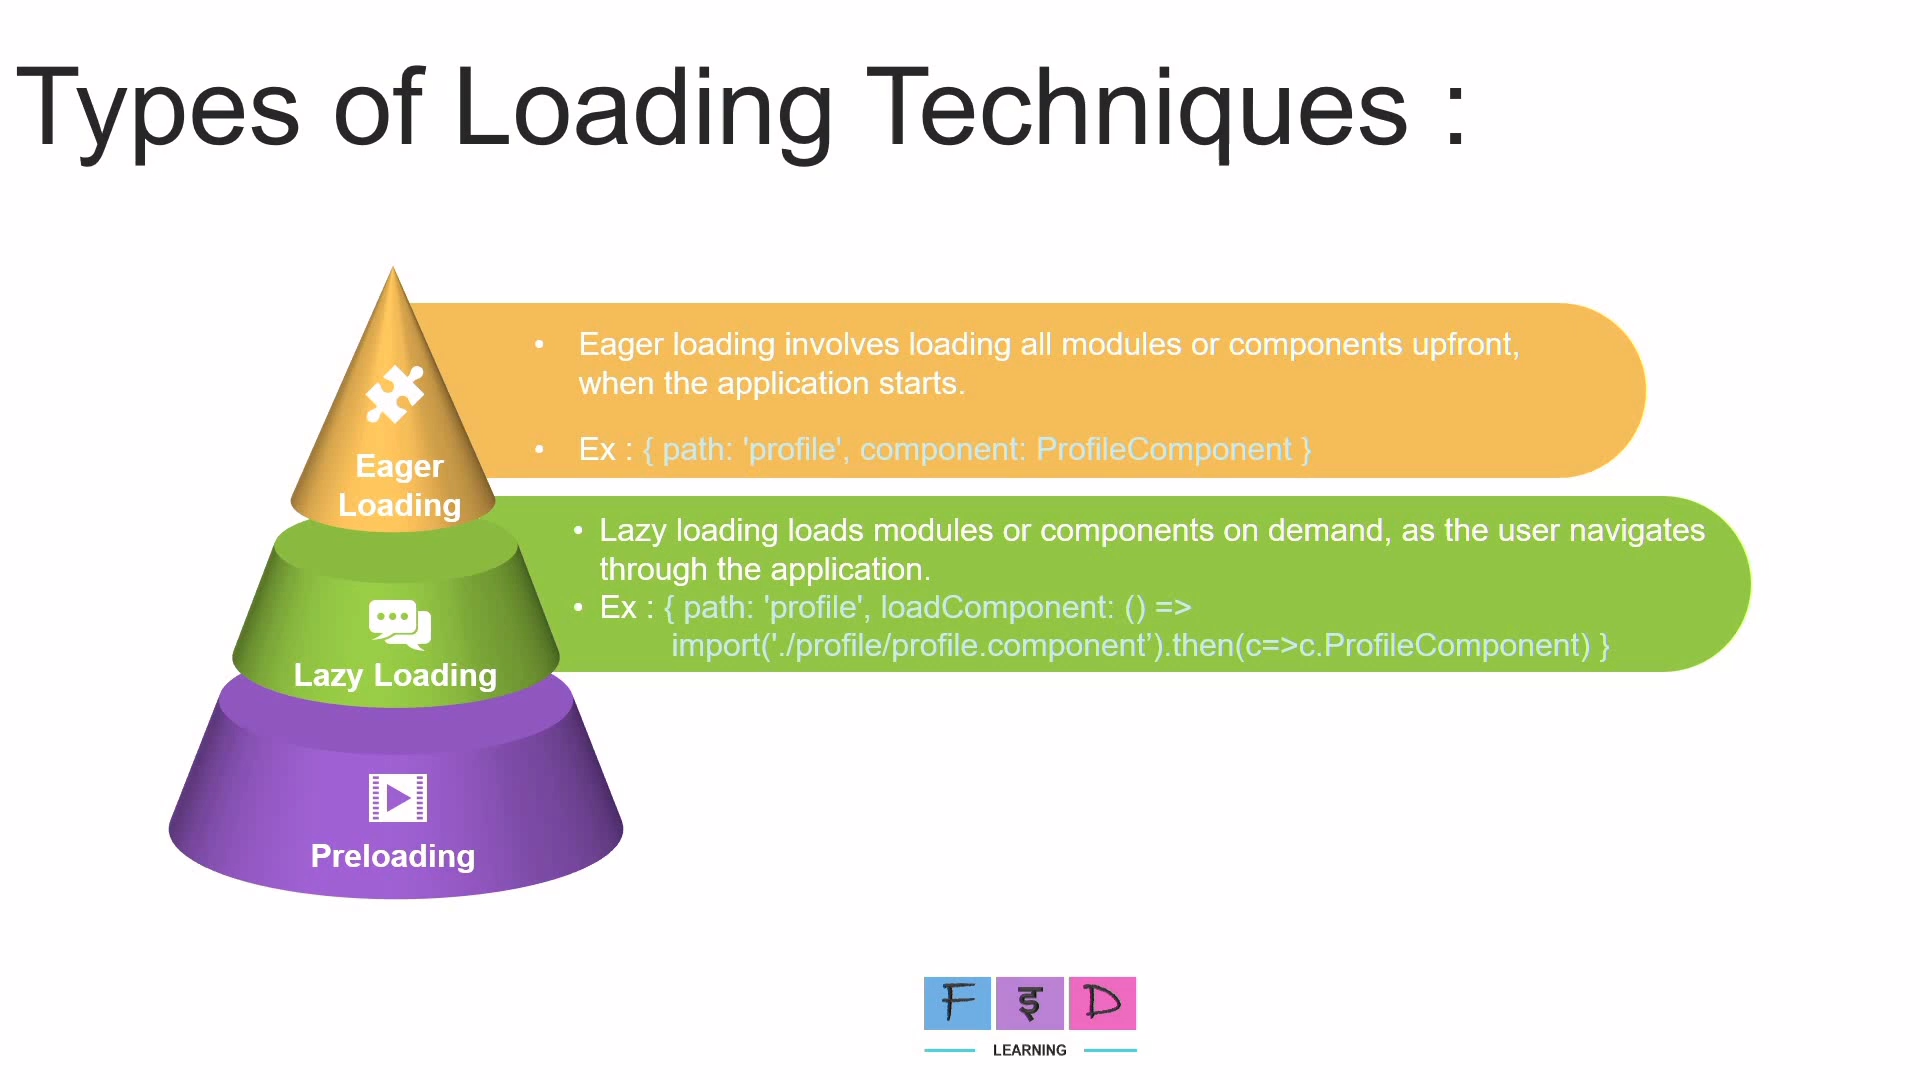 Types of Loading Techniques :
Eager
Loading
• Eager loading involves loading all modules or components upfront,
when the application starts.
• Ex : { path: 'profile', component: ProfileComponent }
Lazy Loading
• Lazy loading loads modules or components on demand, as the user navigates
through the application.
• Ex : { path: 'profile', loadComponent: () =>
import('./profile/profile.component’).then(c=>c.ProfileComponent) }
Preloading
F इ D
LEARNING